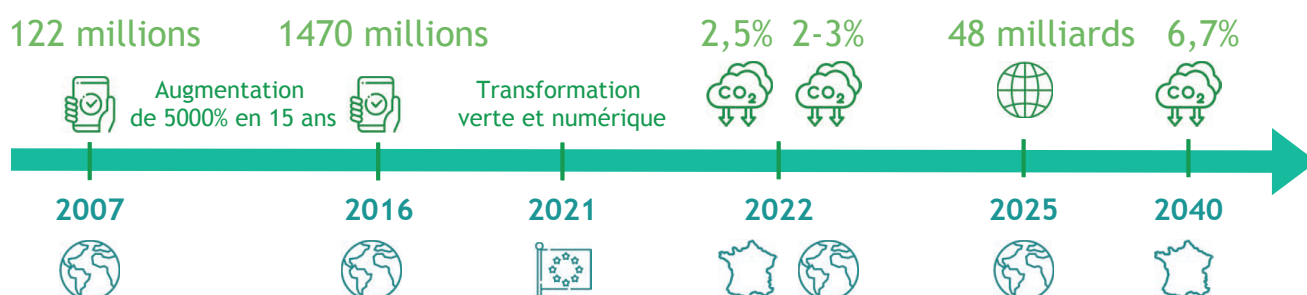 122 millions
1470 millions
2,5%
2-3%
48 milliards
6,7%
Augmentation
de 5000% en 15 ans
Transformation
verte et numérique
CO2
CO2
CO2
2007
2016
2021
2022
2025
2040